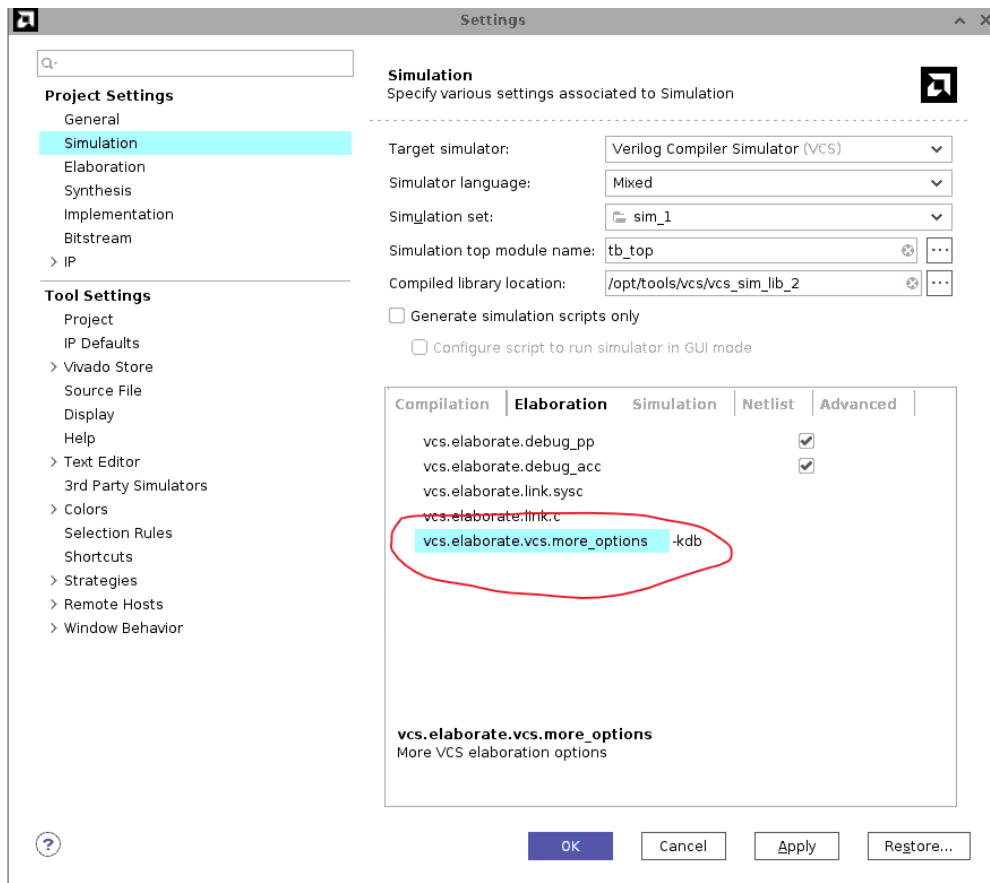 Settings
Q-
Project Settings
General
Simulation
Elaboration
Synthesis
Implementation
Bitstream
> IP
Tool Settings
Project
IP Defaults
> Vivado Store
Source File
Display
Help
> Text Editor
3rd Party Simulators
> Colors
Selection Rules
Shortcuts
> Strategies
> Remote Hosts
> Window Behavior
Simulation
Specify various settings associated to Simulation
Target simulator: Verilog Compiler Simulator (VCS)
Simulator language: Mixed
Simulation set: sim_1
Simulation top module name: tb_top ...
Compiled library location: /opt/tools/vcs/vcs_sim_lib_2 ...
Generate simulation scripts only
Configure script to run simulator in GUI mode
Compilation Elaboration Simulation Netlist Advanced
vcs.elaborate.debug_pp
vcs.elaborate.debug_acc
vcs.elaborate.link.sysc
vcs.elaborate.link.c
vcs.elaborate.vcs.more_options -kdb
vcs.elaborate.vcs.more_options
More VCS elaboration options
? OK Cancel Apply Restore...